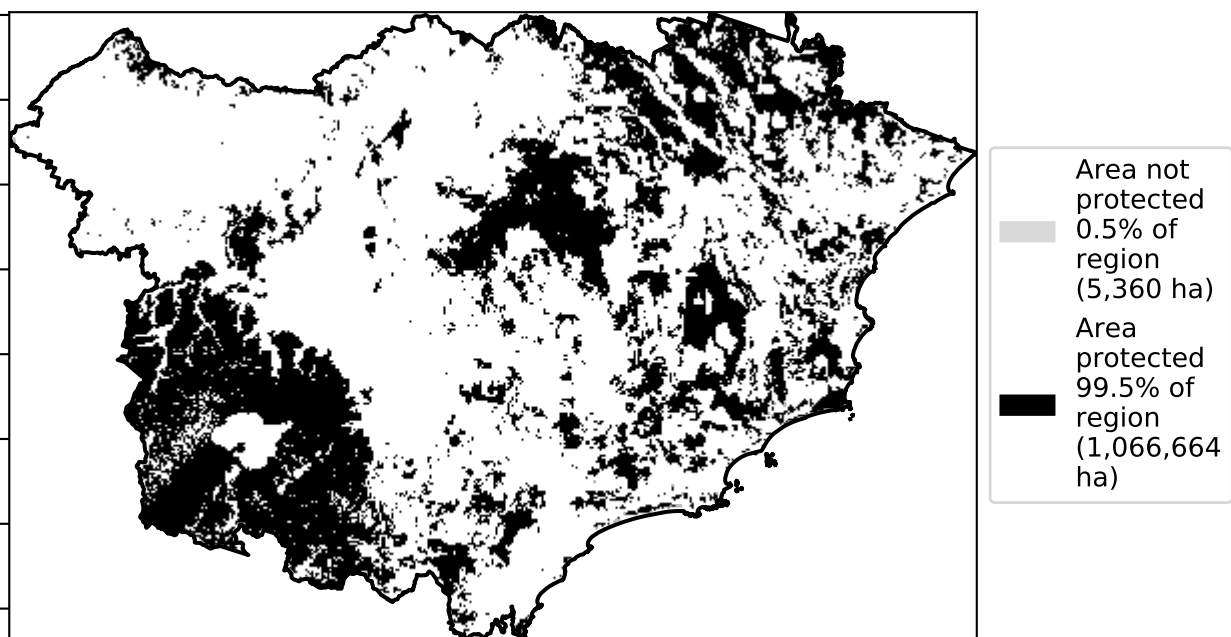 Area not
protected
0.5% of
region
(5,360 ha)
Area
protected
99.5% of
region
(1,066,664
ha)